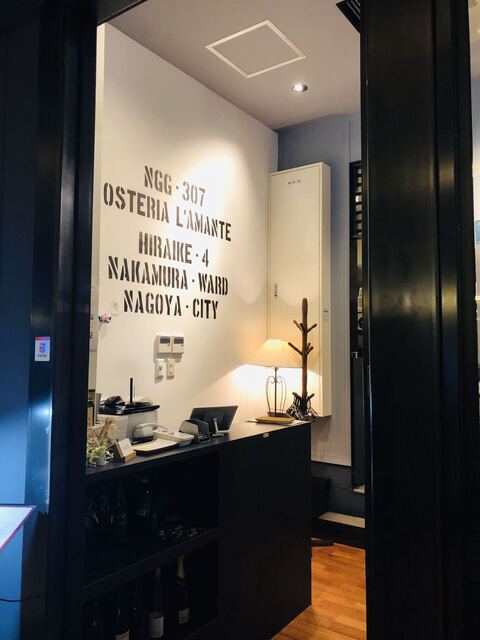 NGG·307
OSTERIA L'AMANTE
HIRAIKE·4
NAKAMURA·WARD
NAGOYA·CITY